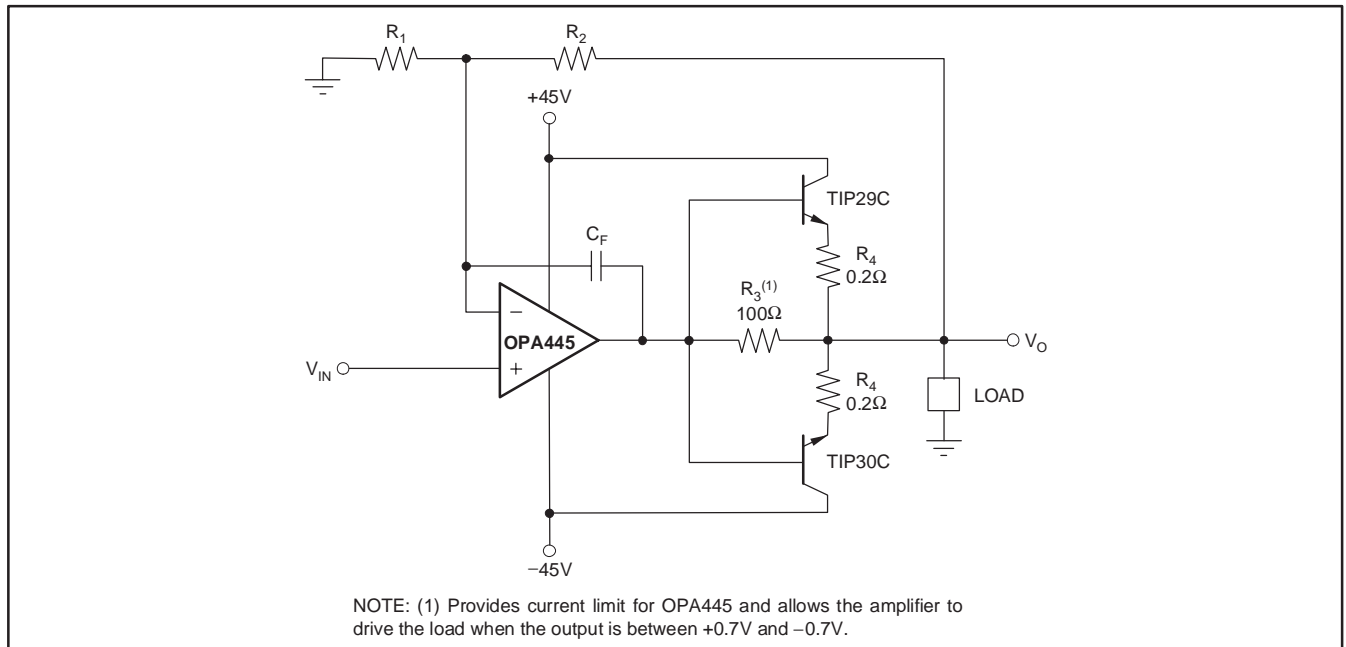 R1
R2
+45V
TIP29C
CF
R4
0.2Ω
R3(1)
100Ω
−
OPA445
+
VIN
VO
R4
0.2Ω
LOAD
TIP30C
−45V
NOTE: (1) Provides current limit for OPA445 and allows the amplifier to
drive the load when the output is between +0.7V and −0.7V.